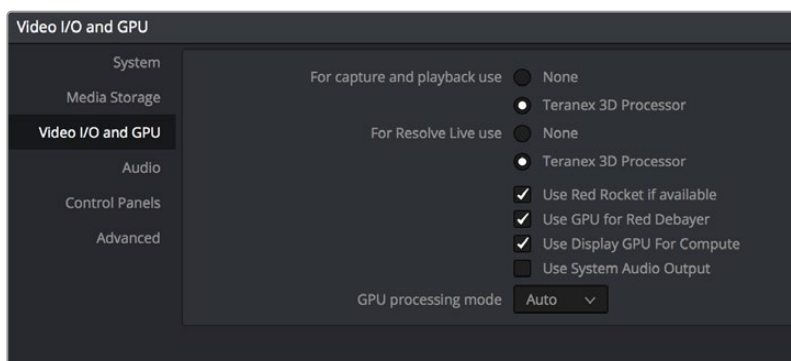 Video I/O and GPU
System
Media Storage
Video I/O and GPU
Audio
Control Panels
Advanced
For capture and playback use
None
Teranex 3D Processor
For Resolve Live use
None
Teranex 3D Processor
Use Red Rocket if available
Use GPU for Red Debayer
Use Display GPU For Compute
Use System Audio Output
GPU processing mode
Auto